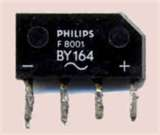 PHILIPS
F 8001
BY164
~ ~ +